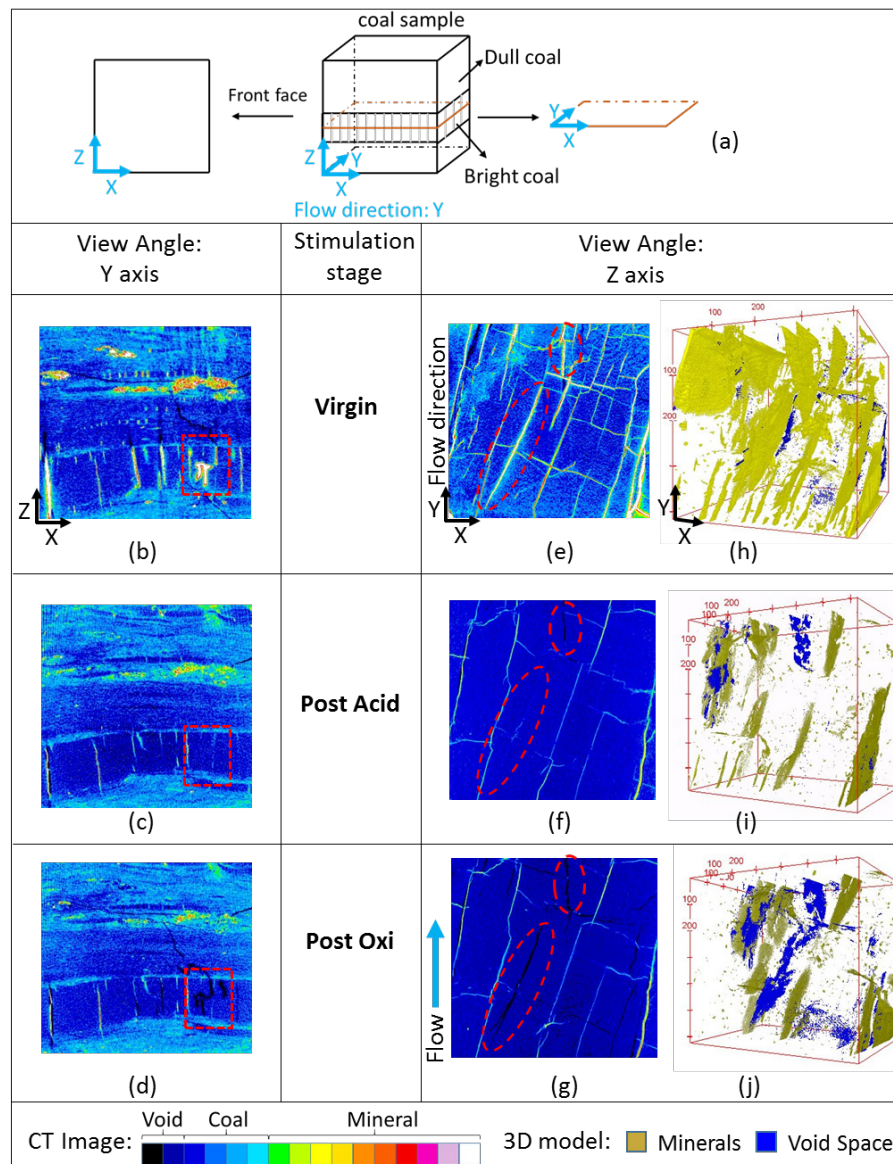 coal sample
Dull coal
Front face
Bright coal
Z
X
Z
Y
X
Y
X
(a)
Flow direction: Y
View Angle:
Y axis
Stimulation
stage
View Angle:
Z axis
Virgin
Z
X
(b)
Flow direction
Y
X
(e)
100
200
100
200
Y
X
(h)
Post Acid
(c)
(f)
100
200
100
100
200
(i)
Post Oxi
(d)
Flow
(g)
100
200
100
200
(j)
Void
Coal
Mineral
CT Image:
3D model:
Minerals
Void Space